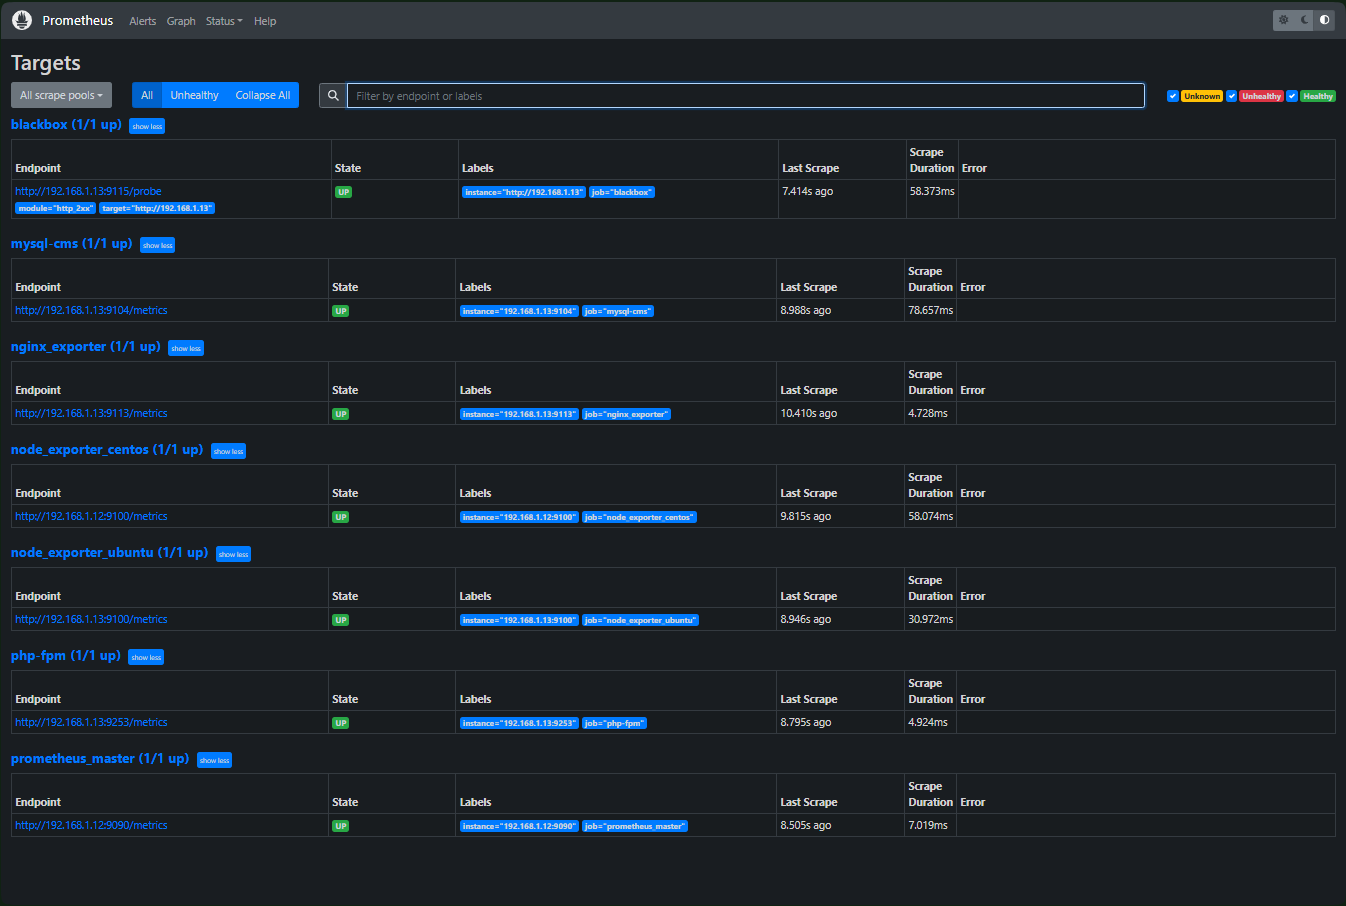 Prometheus Alerts Graph Status Help
Targets
All scrape pools All Unhealthy Collapse All Filter by endpoint or labels Unknown Unhealthy Healthy
blackbox (1/1 up) show less
Endpoint State Labels Last Scrape Scrape Duration Error
http://192.168.1.13:9115/probe UP instance="http://192.168.1.13" job="blackbox" 7.414s ago 58.373ms
module="http_2xx" target="http://192.168.1.13"
mysql-cms (1/1 up) show less
Endpoint State Labels Last Scrape Scrape Duration Error
http://192.168.1.13:9104/metrics UP instance="192.168.1.13:9104" job="mysql-cms" 8.988s ago 78.657ms
nginx_exporter (1/1 up) show less
Endpoint State Labels Last Scrape Scrape Duration Error
http://192.168.1.13:9113/metrics UP instance="192.168.1.13:9113" job="nginx_exporter" 10.410s ago 4.728ms
node_exporter_centos (1/1 up) show less
Endpoint State Labels Last Scrape Scrape Duration Error
http://192.168.1.12:9100/metrics UP instance="192.168.1.12:9100" job="node_exporter_centos" 9.815s ago 58.074ms
node_exporter_ubuntu (1/1 up) show less
Endpoint State Labels Last Scrape Scrape Duration Error
http://192.168.1.13:9100/metrics UP instance="192.168.1.13:9100" job="node_exporter_ubuntu" 8.946s ago 30.972ms
php-fpm (1/1 up) show less
Endpoint State Labels Last Scrape Scrape Duration Error
http://192.168.1.13:9253/metrics UP instance="192.168.1.13:9253" job="php-fpm" 8.795s ago 4.924ms
prometheus_master (1/1 up) show less
Endpoint State Labels Last Scrape Scrape Duration Error
http://192.168.1.12:9090/metrics UP instance="192.168.1.12:9090" job="prometheus_master" 8.505s ago 7.019ms